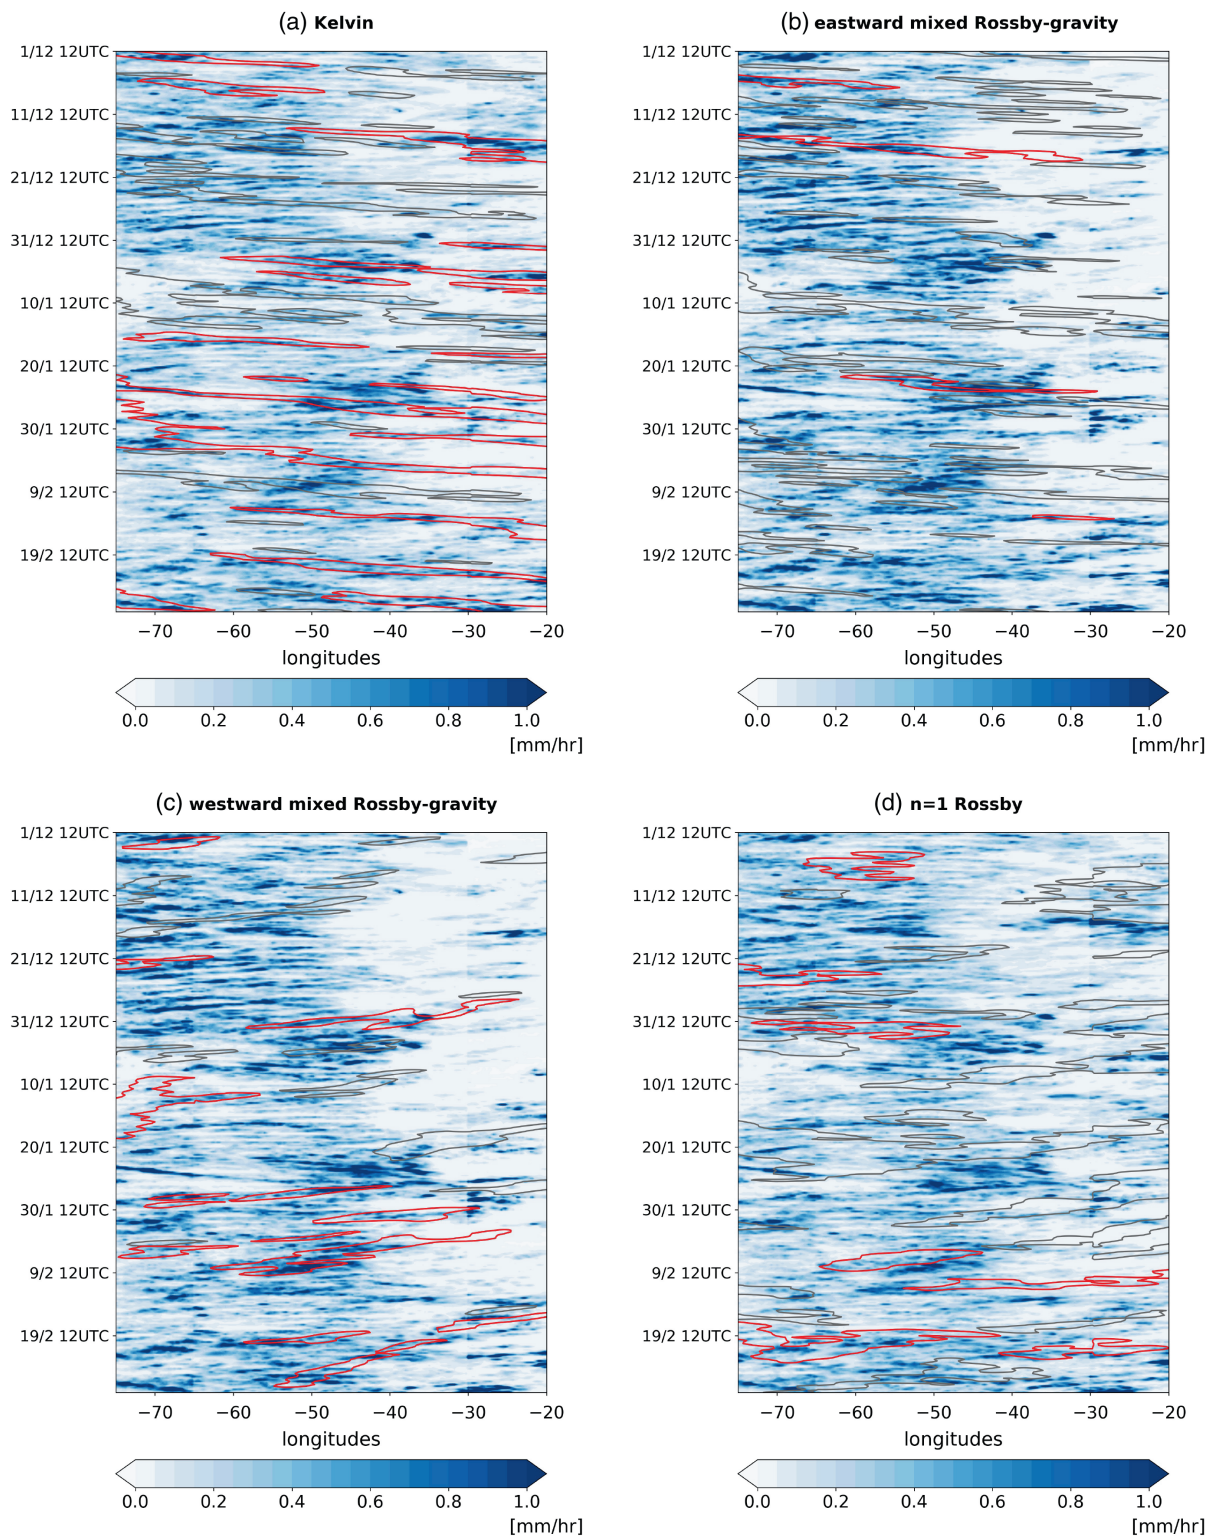 (a) Kelvin
1/12 12UTC
11/12 12UTC
21/12 12UTC
31/12 12UTC
10/1 12UTC
20/1 12UTC
30/1 12UTC
9/2 12UTC
19/2 12UTC
−70 −60 −50 −40 −30 −20
longitudes
0.0 0.2 0.4 0.6 0.8 1.0
[mm/hr]
(b) eastward mixed Rossby-gravity
1/12 12UTC
11/12 12UTC
21/12 12UTC
31/12 12UTC
10/1 12UTC
20/1 12UTC
30/1 12UTC
9/2 12UTC
19/2 12UTC
−70 −60 −50 −40 −30 −20
longitudes
0.0 0.2 0.4 0.6 0.8 1.0
[mm/hr]
(c) westward mixed Rossby-gravity
1/12 12UTC
11/12 12UTC
21/12 12UTC
31/12 12UTC
10/1 12UTC
20/1 12UTC
30/1 12UTC
9/2 12UTC
19/2 12UTC
−70 −60 −50 −40 −30 −20
longitudes
0.0 0.2 0.4 0.6 0.8 1.0
[mm/hr]
(d) n=1 Rossby
1/12 12UTC
11/12 12UTC
21/12 12UTC
31/12 12UTC
10/1 12UTC
20/1 12UTC
30/1 12UTC
9/2 12UTC
19/2 12UTC
−70 −60 −50 −40 −30 −20
longitudes
0.0 0.2 0.4 0.6 0.8 1.0
[mm/hr]